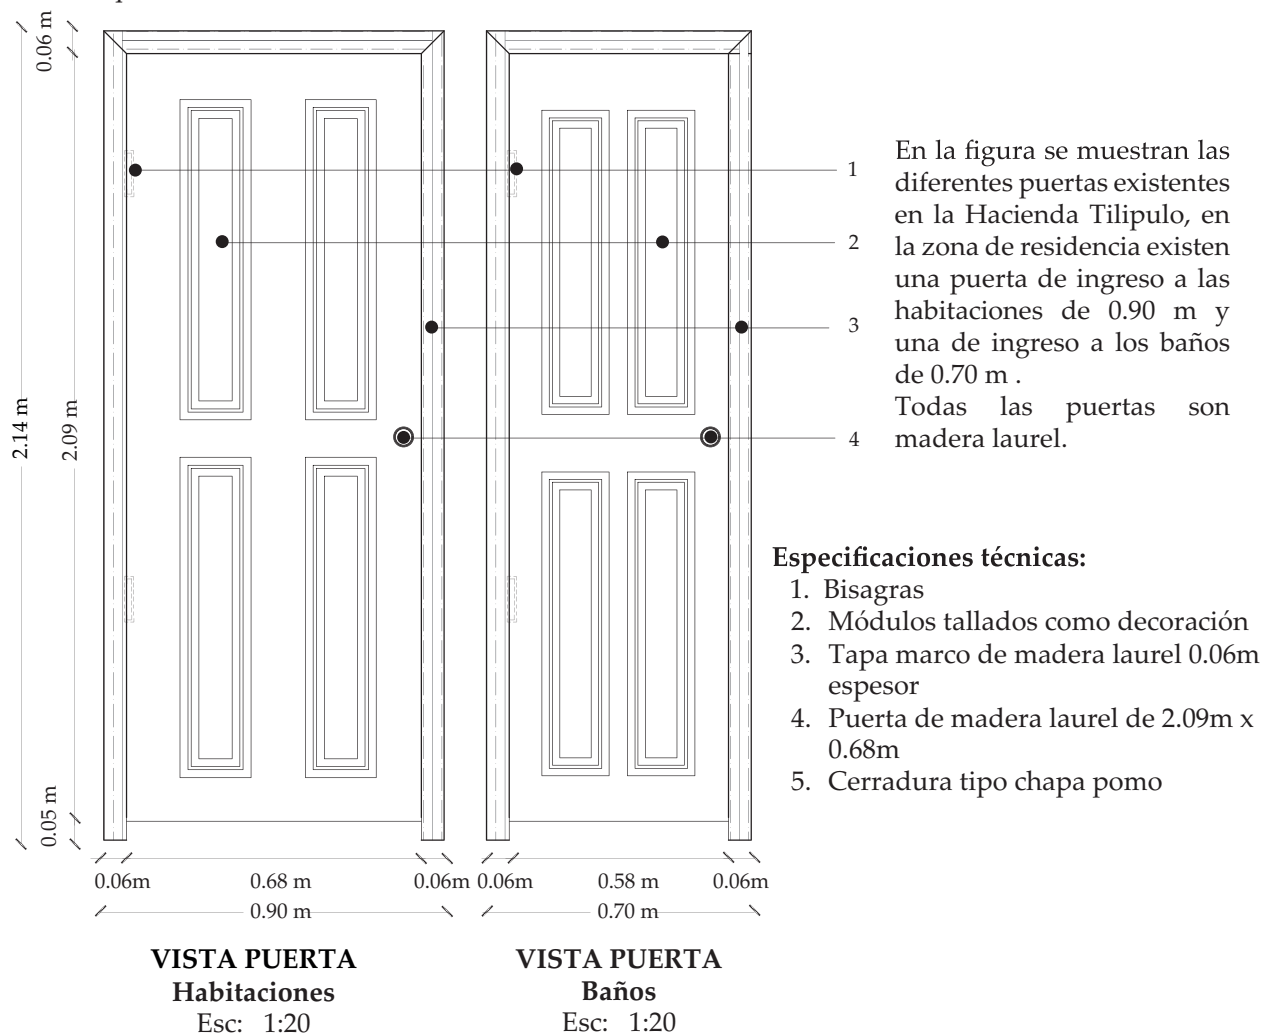 0.06 m
2.14 m
2.09 m
0.05 m
1
2
3
4
0.06m 0.68 m 0.06m 0.06m 0.58 m 0.06m
0.90 m 0.70 m
VISTA PUERTA
Habitaciones
Esc: 1:20
VISTA PUERTA
Baños
Esc: 1:20
En la figura se muestran las
diferentes puertas existentes
en la Hacienda Tilipulo, en
la zona de residencia existen
una puerta de ingreso a las
habitaciones de 0.90 m y
una de ingreso a los baños
de 0.70 m .
Todas las puertas son
madera laurel.
Especificaciones técnicas:
1. Bisagras
2. Módulos tallados como decoración
3. Tapa marco de madera laurel 0.06m
espesor
4. Puerta de madera laurel de 2.09m x
0.68m
5. Cerradura tipo chapa pomo